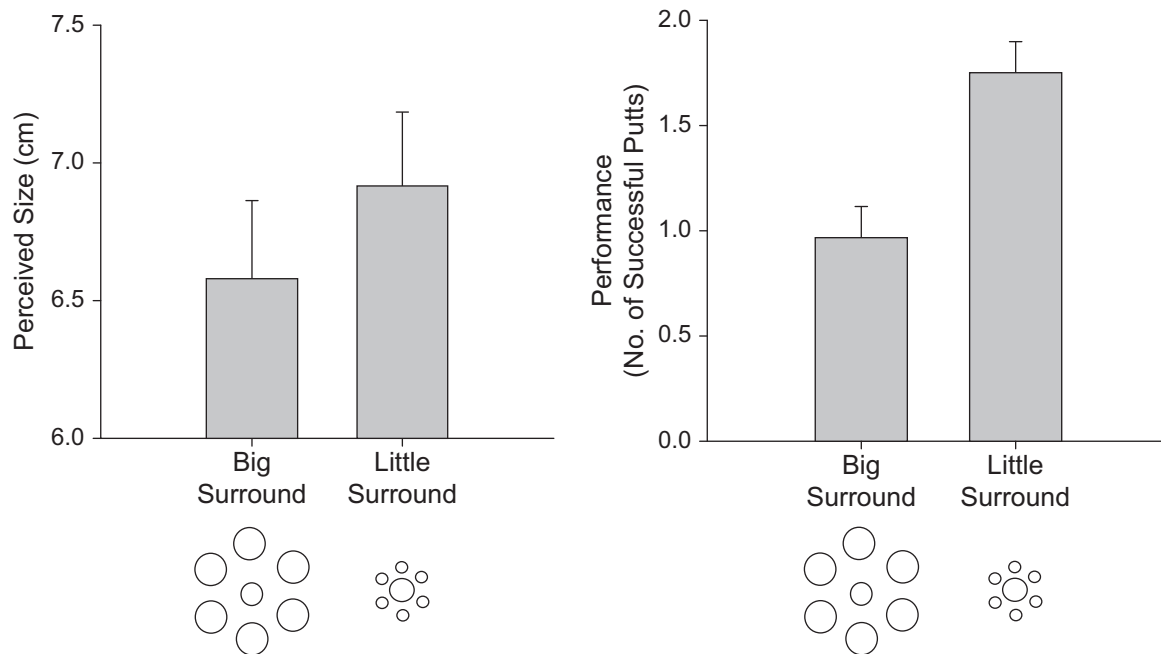 Perceived Size (cm)
7.5
7.0
6.5
6.0
Big
Surround
Little
Surround
Performance
(No. of Successful Putts)
2.0
1.5
1.0
0.5
0.0
Big
Surround
Little
Surround